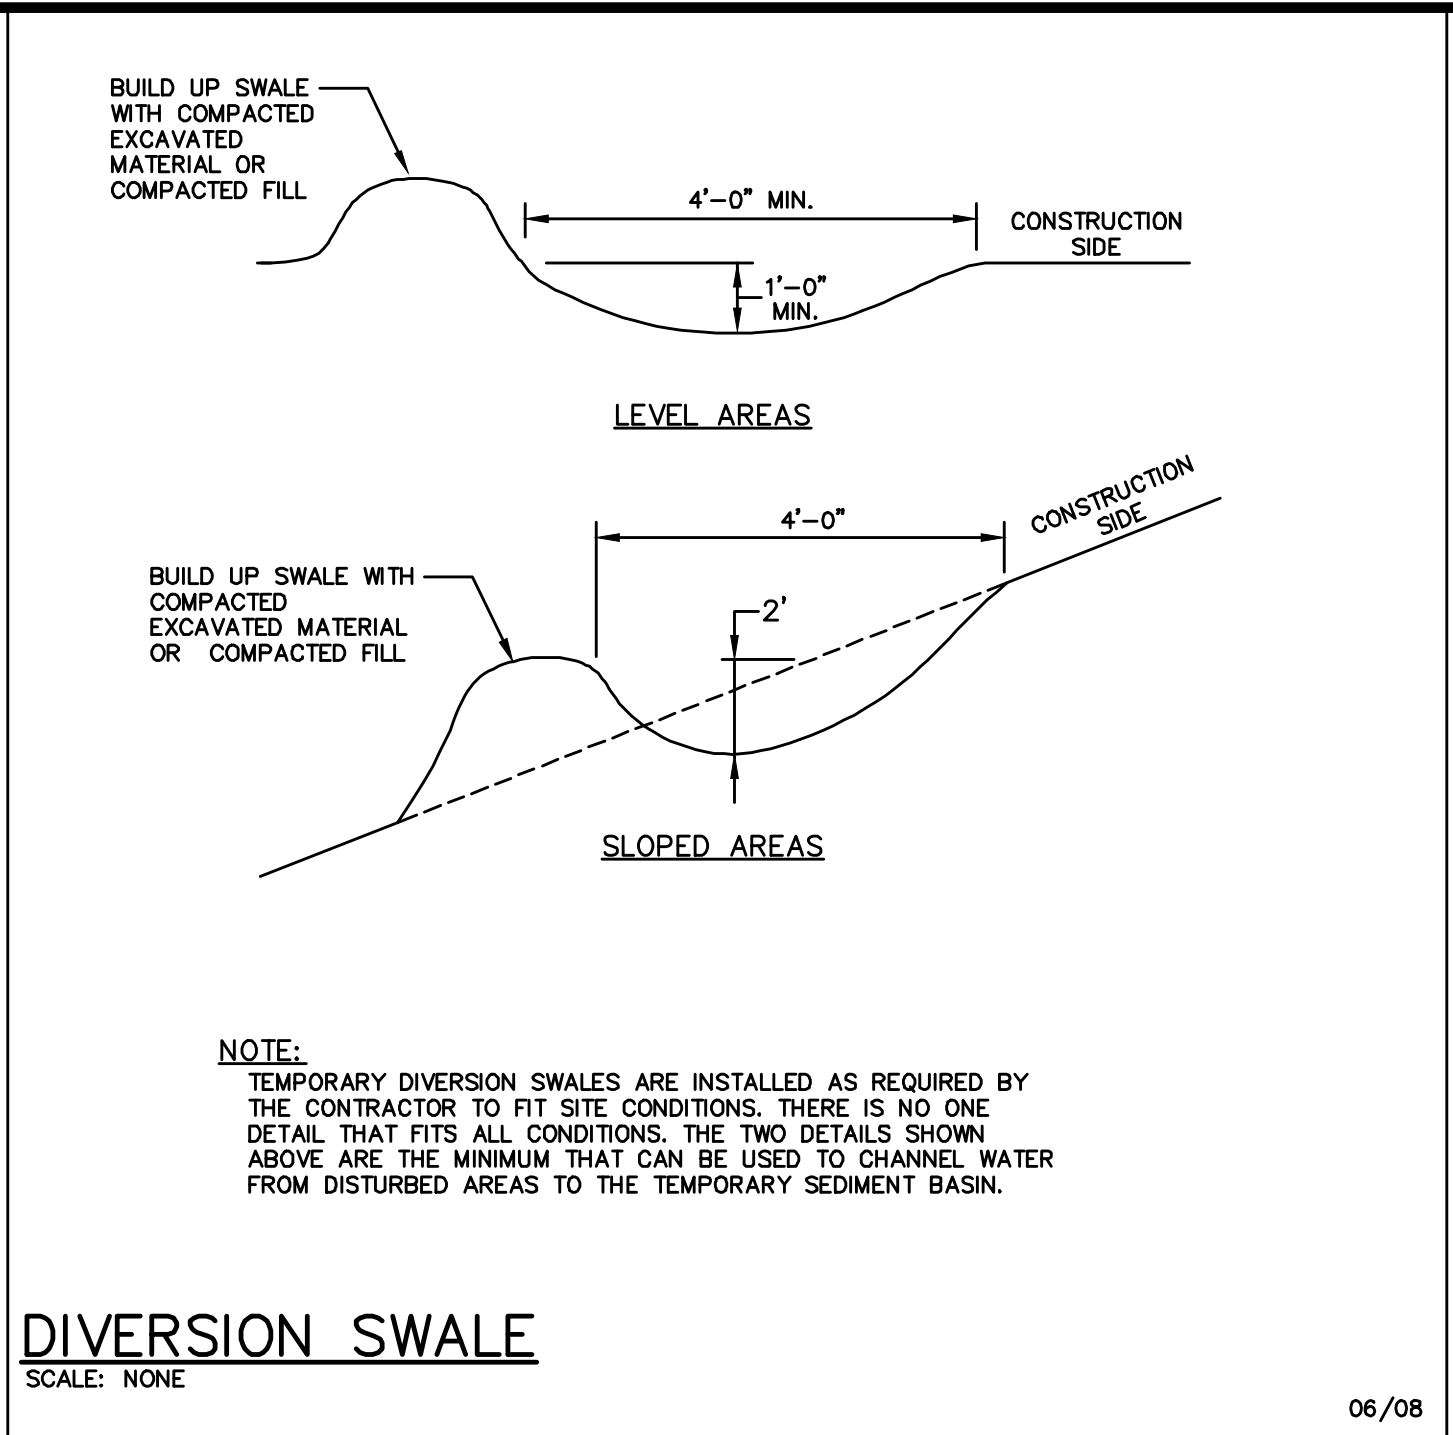 BUILD UP SWALE
WITH COMPACTED
EXCAVATED
MATERIAL OR
COMPACTED FILL
4'-0" MIN.
CONSTRUCTION
SIDE
1'-0"
MIN.
LEVEL AREAS
CONSTRUCTION
SIDE
4'-0"
BUILD UP SWALE WITH
COMPACTED
EXCAVATED MATERIAL
OR COMPACTED FILL
2'
SLOPED AREAS
NOTE:
TEMPORARY DIVERSION SWALES ARE INSTALLED AS REQUIRED BY
THE CONTRACTOR TO FIT SITE CONDITIONS. THERE IS NO ONE
DETAIL THAT FITS ALL CONDITIONS. THE TWO DETAILS SHOWN
ABOVE ARE THE MINIMUM THAT CAN BE USED TO CHANNEL WATER
FROM DISTURBED AREAS TO THE TEMPORARY SEDIMENT BASIN.
DIVERSION SWALE
SCALE: NONE
06/08